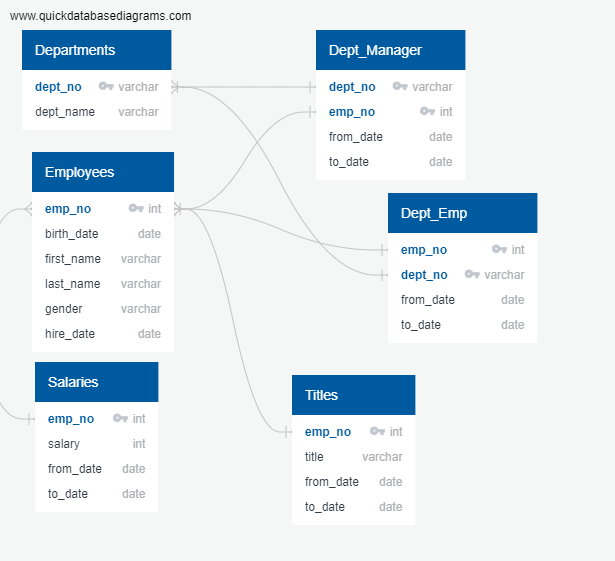 www.quickdatabasediagrams.com
Departments
dept_no varchar
dept_name varchar
Dept_Manager
dept_no varchar
emp_no int
from_date date
to_date date
Employees
emp_no int
birth_date date
first_name varchar
last_name varchar
gender varchar
hire_date date
Dept_Emp
emp_no int
dept_no varchar
from_date date
to_date date
Salaries
emp_no int
salary int
from_date date
to_date date
Titles
emp_no int
title varchar
from_date date
to_date date